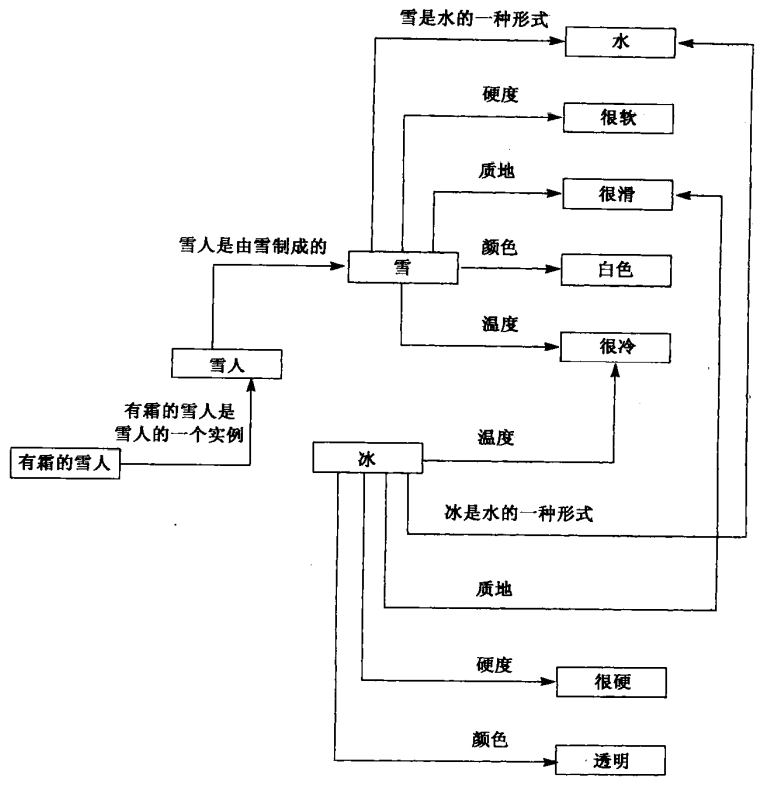 雪是水的一种形式
水
硬度
很软
质地
很滑
雪人是由雪制成的
颜色
雪
白色
温度
很冷
雪人
有霜的雪人是
雪人的一个实例
温度
冰
有霜的雪人
冰是水的一种形式
质地
硬度
很硬
颜色
透明